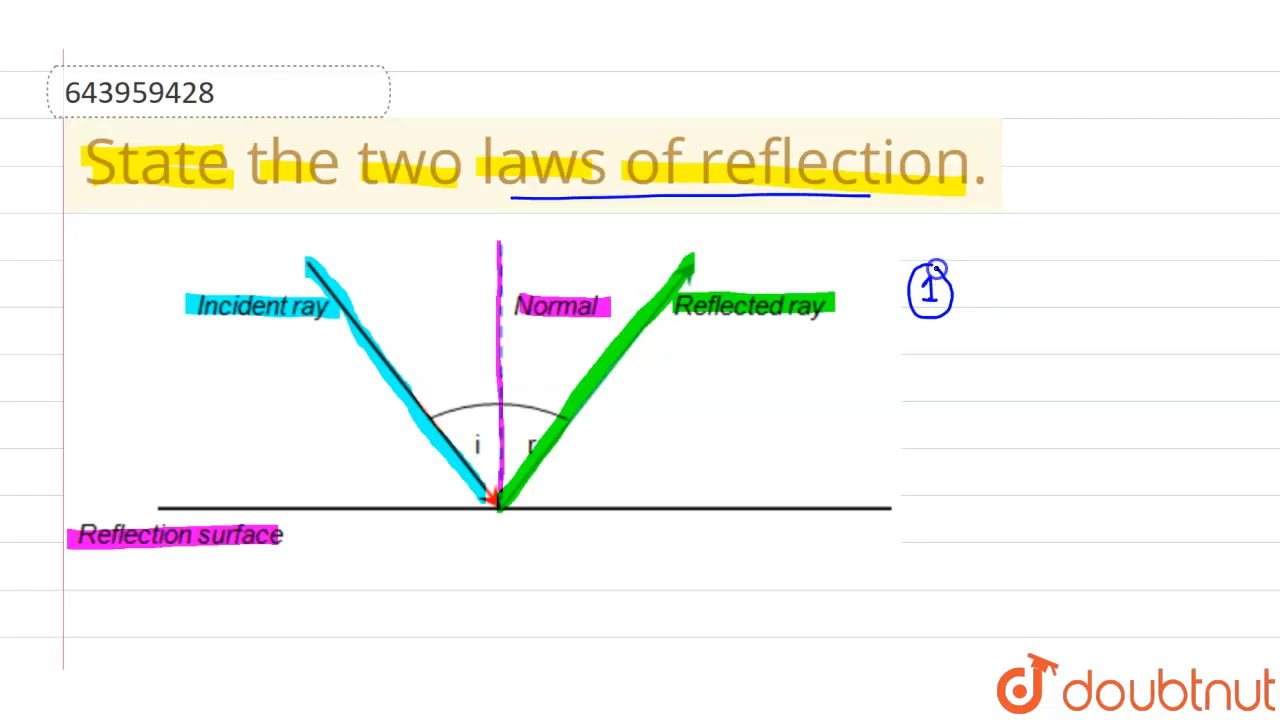 643959428
State the two laws of reflection.
Incident ray
Normal
Reflected ray
1
i
r
Reflection surface
doubtnut